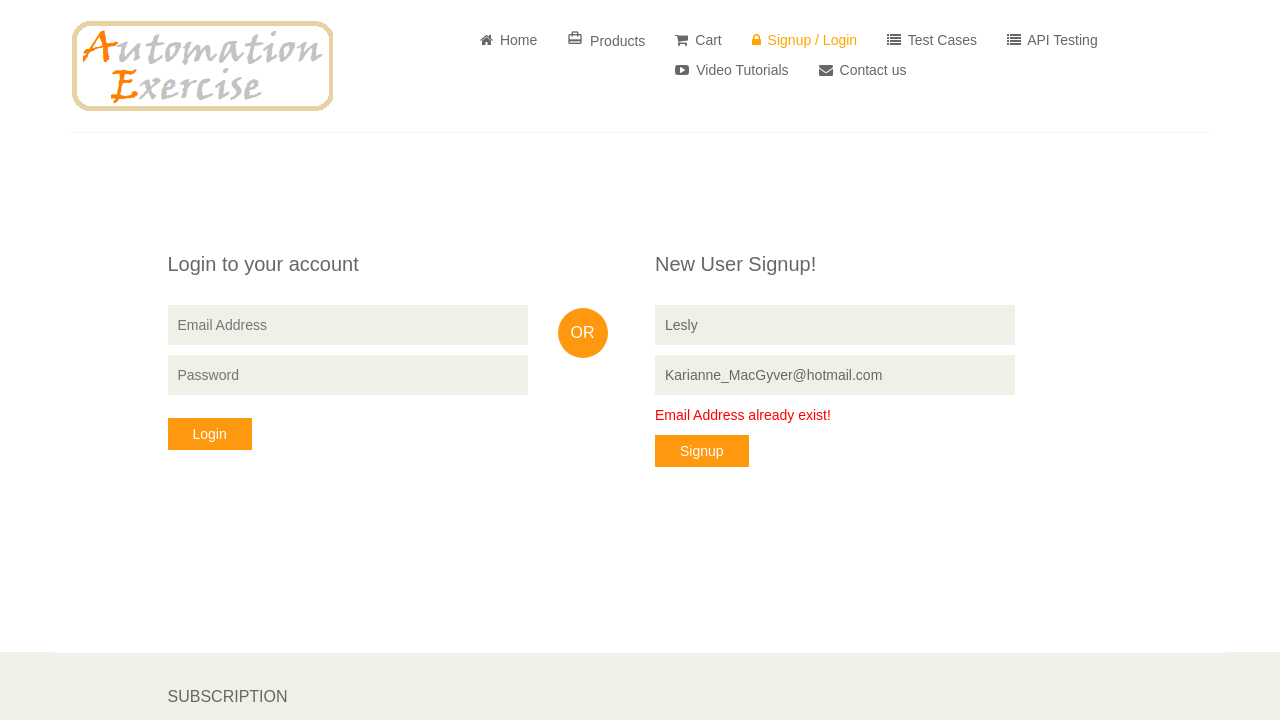 Automation
Exercise
Home
Products
Cart
Signup / Login
Test Cases
API Testing
Video Tutorials
Contact us
Login to your account
Email Address
Password
Login
OR
New User Signup!
Lesly
Karianne_MacGyver@hotmail.com
Email Address already exist!
Signup
SUBSCRIPTION